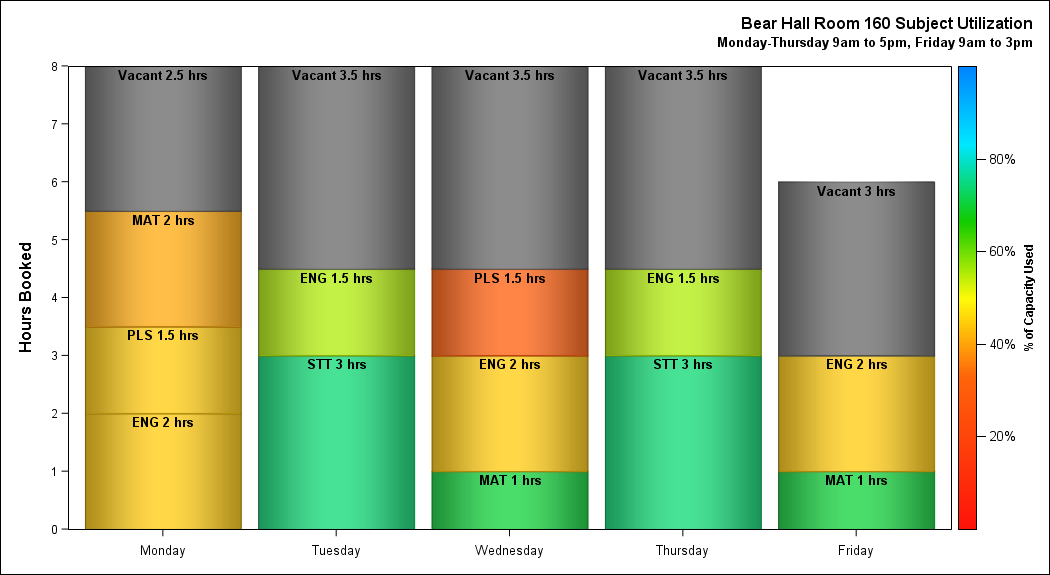 Bear Hall Room 160 Subject Utilization
Monday-Thursday 9am to 5pm, Friday 9am to 3pm
Hours Booked
8
7
6
5
4
3
2
1
0
Vacant 2.5 hrs
MAT 2 hrs
PLS 1.5 hrs
ENG 2 hrs
Monday
Vacant 3.5 hrs
ENG 1.5 hrs
STT 3 hrs
Tuesday
Vacant 3.5 hrs
PLS 1.5 hrs
ENG 2 hrs
MAT 1 hrs
Wednesday
Vacant 3.5 hrs
ENG 1.5 hrs
STT 3 hrs
Thursday
Vacant 3 hrs
ENG 2 hrs
MAT 1 hrs
Friday
80%
60%
40%
20%
% of Capacity Used